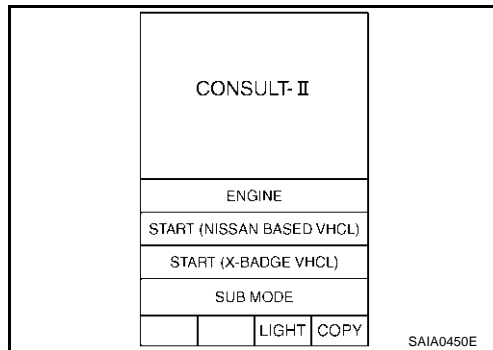 CONSULT-II
ENGINE
START (NISSAN BASED VHCL)
START (X-BADGE VHCL)
SUB MODE
LIGHT COPY
SAIA0450E